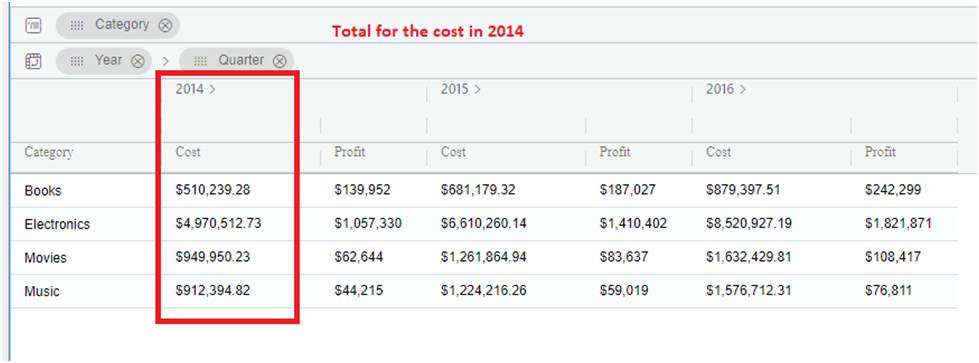 Category Total for the cost in 2014
Year > Quarter
2014 > 2015 > 2016 >
Category Cost Profit Cost Profit Cost Profit
Books $510,239.28 $139,952 $681,179.32 $187,027 $879,397.51 $242,299
Electronics $4,970,512.73 $1,057,330 $6,610,260.14 $1,410,402 $8,520,927.19 $1,821,871
Movies $949,950.23 $62,644 $1,261,864.94 $83,637 $1,632,429.81 $108,417
Music $912,394.82 $44,215 $1,224,216.26 $59,019 $1,576,712.31 $76,811